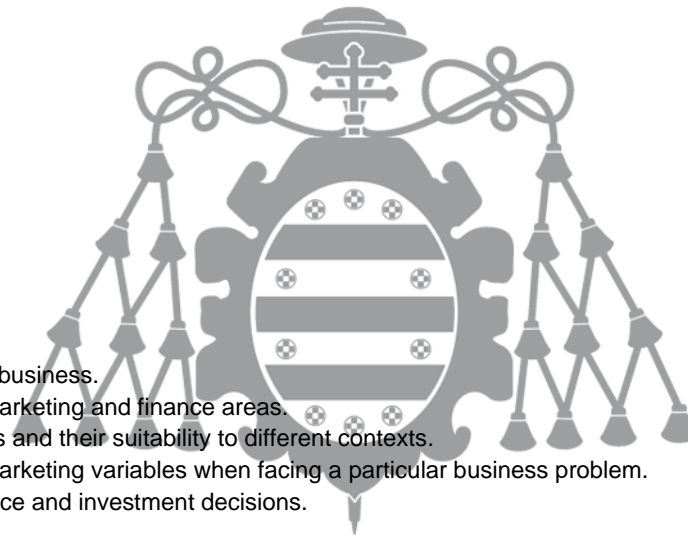 business.
arketing and finance areas.
s and their suitability to different contexts.
arketing variables when facing a particular business problem.
ce and investment decisions.